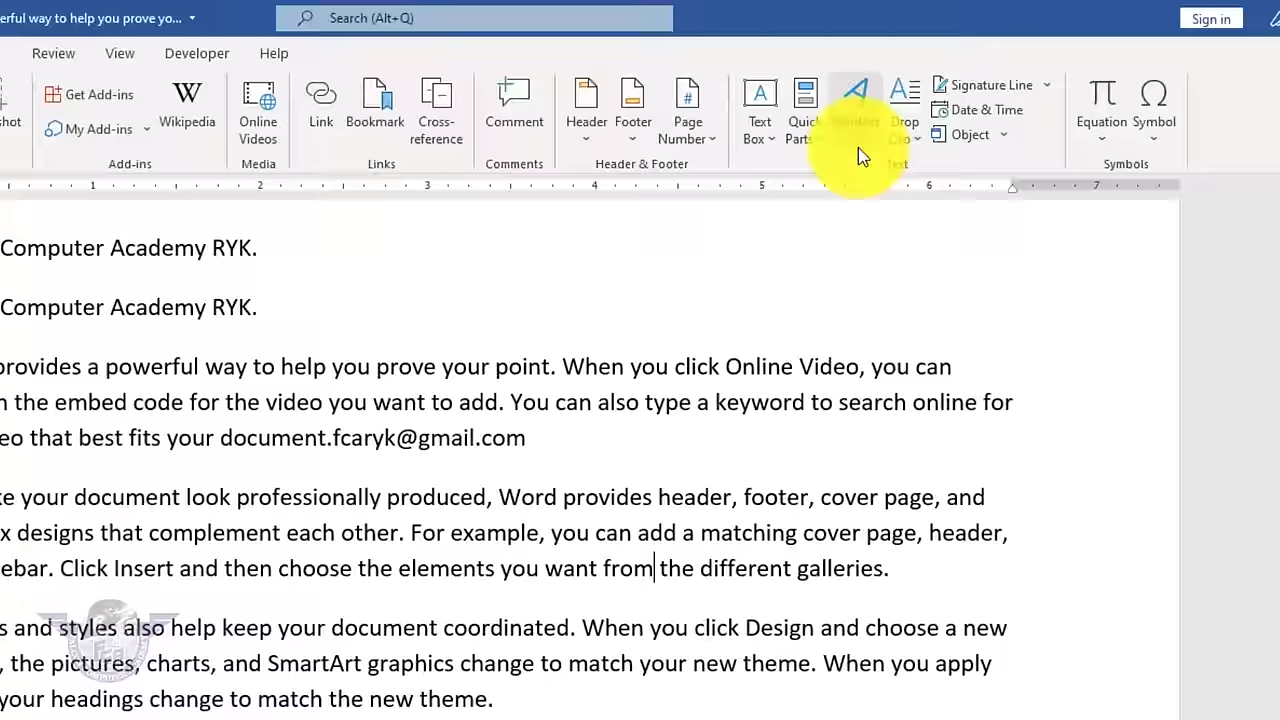 erful way to help you prove yo...
Search (Alt+Q)
Sign in
Review View Developer Help
shot
Get Add-ins
My Add-ins
Wikipedia
Add-ins
Online
Videos
Media
Link
Bookmark
Cross-
reference
Links
Comment
Comments
Header
Footer
Page
Number
Header & Footer
Text
Box
Quick
Parts
Drop
Cap
Signature Line
Date & Time
Object
Text
Equation
Symbol
Symbols
1 2 3 4 5 6 7
Computer Academy RYK.
Computer Academy RYK.
provides a powerful way to help you prove your point. When you click Online Video, you can
n the embed code for the video you want to add. You can also type a keyword to search online for
eo that best fits your document.fcaryk@gmail.com
ke your document look professionally produced, Word provides header, footer, cover page, and
x designs that complement each other. For example, you can add a matching cover page, header,
ebar. Click Insert and then choose the elements you want from the different galleries.
s and styles also help keep your document coordinated. When you click Design and choose a new
, the pictures, charts, and SmartArt graphics change to match your new theme. When you apply
your headings change to match the new theme.